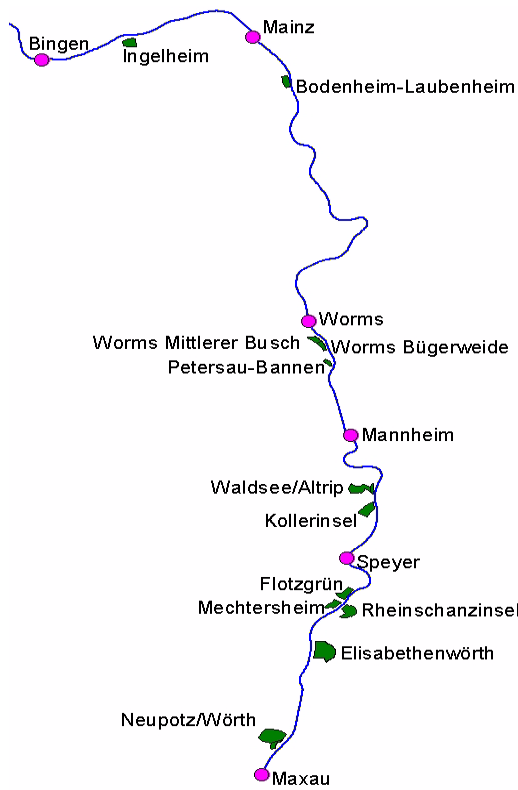 Mainz
Bingen
Ingelheim
Bodenheim-Laubenheim
Worms
Worms Mittlerer Busch
Worms Bügerweide
Petersau-Bannen
Mannheim
Waldsee/Altrip
Kollerinsel
Speyer
Flotzgrün
Mechtersheim
Rheinschanzinsel
Elisabethenwörth
Neupotz/Wörth
Maxau